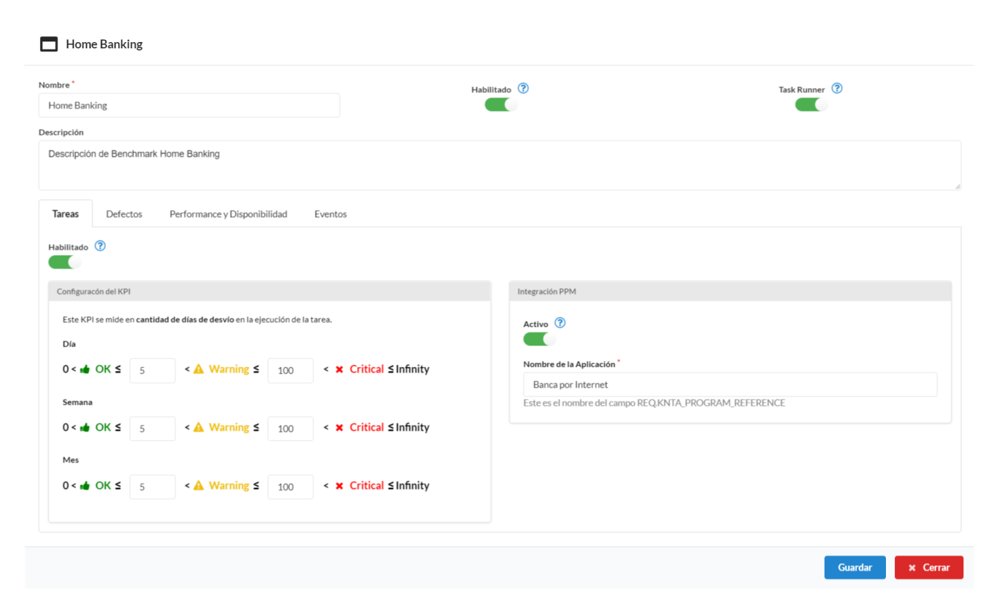 Home Banking
Nombre *
Habilitado ?
Task Runner ?
Home Banking
Descripción
Descripción de Benchmark Home Banking
Tareas Defectos Performance y Disponibilidad Eventos
Habilitado ?
Configuracón del KPI
Este KPI se mide en cantidad de días de desvío en la ejecución de la tarea.
Día
0 < OK ≤ 5 < Warning ≤ 100 < Critical ≤ Infinity
Semana
0 < OK ≤ 5 < Warning ≤ 100 < Critical ≤ Infinity
Mes
0 < OK ≤ 5 < Warning ≤ 100 < Critical ≤ Infinity
Integración PPM
Activo ?
Nombre de la Aplicación *
Banca por Internet
Este es el nombre del campo REQ.KNTA_PROGRAM_REFERENCE
Guardar
Cerrar